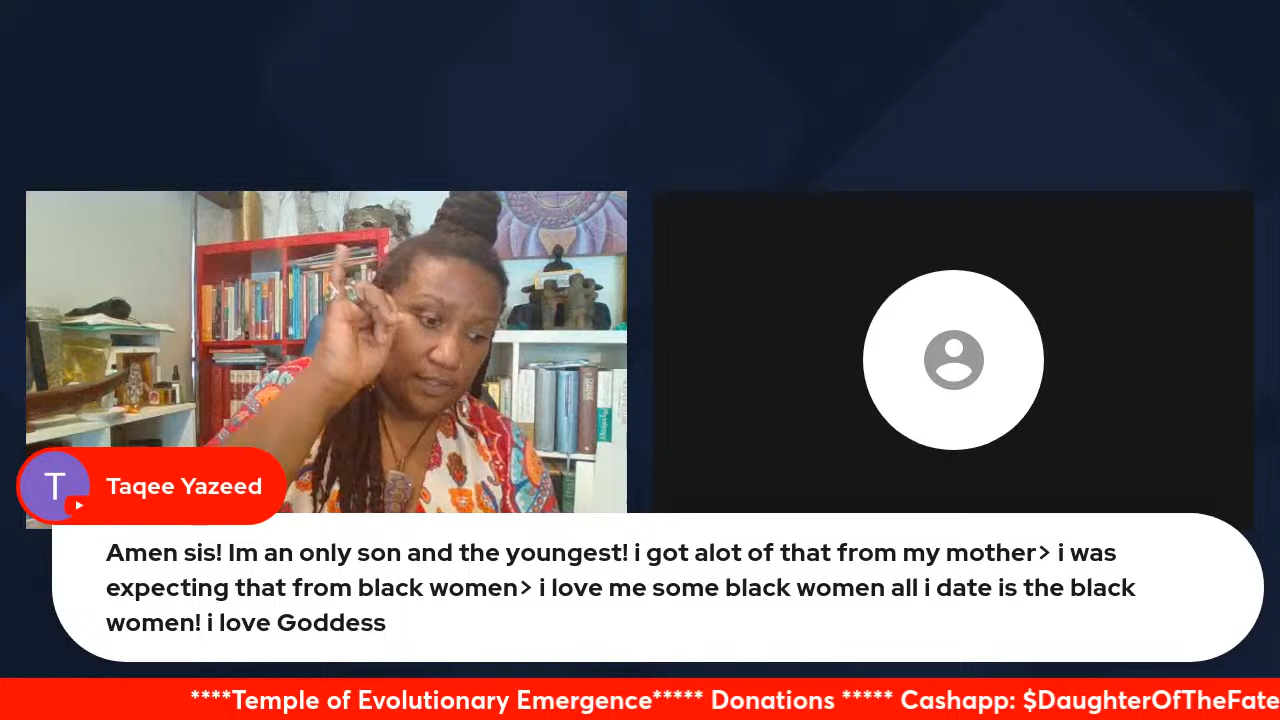 T Taqee Yazeed
Amen sis! Im an only son and the youngest! i got alot of that from my mother> i was
expecting that from black women> i love me some black women all i date is the black
women! i love Goddess
****Temple of Evolutionary Emergence***** Donations ***** Cashapp: $DaughterOfTheFate